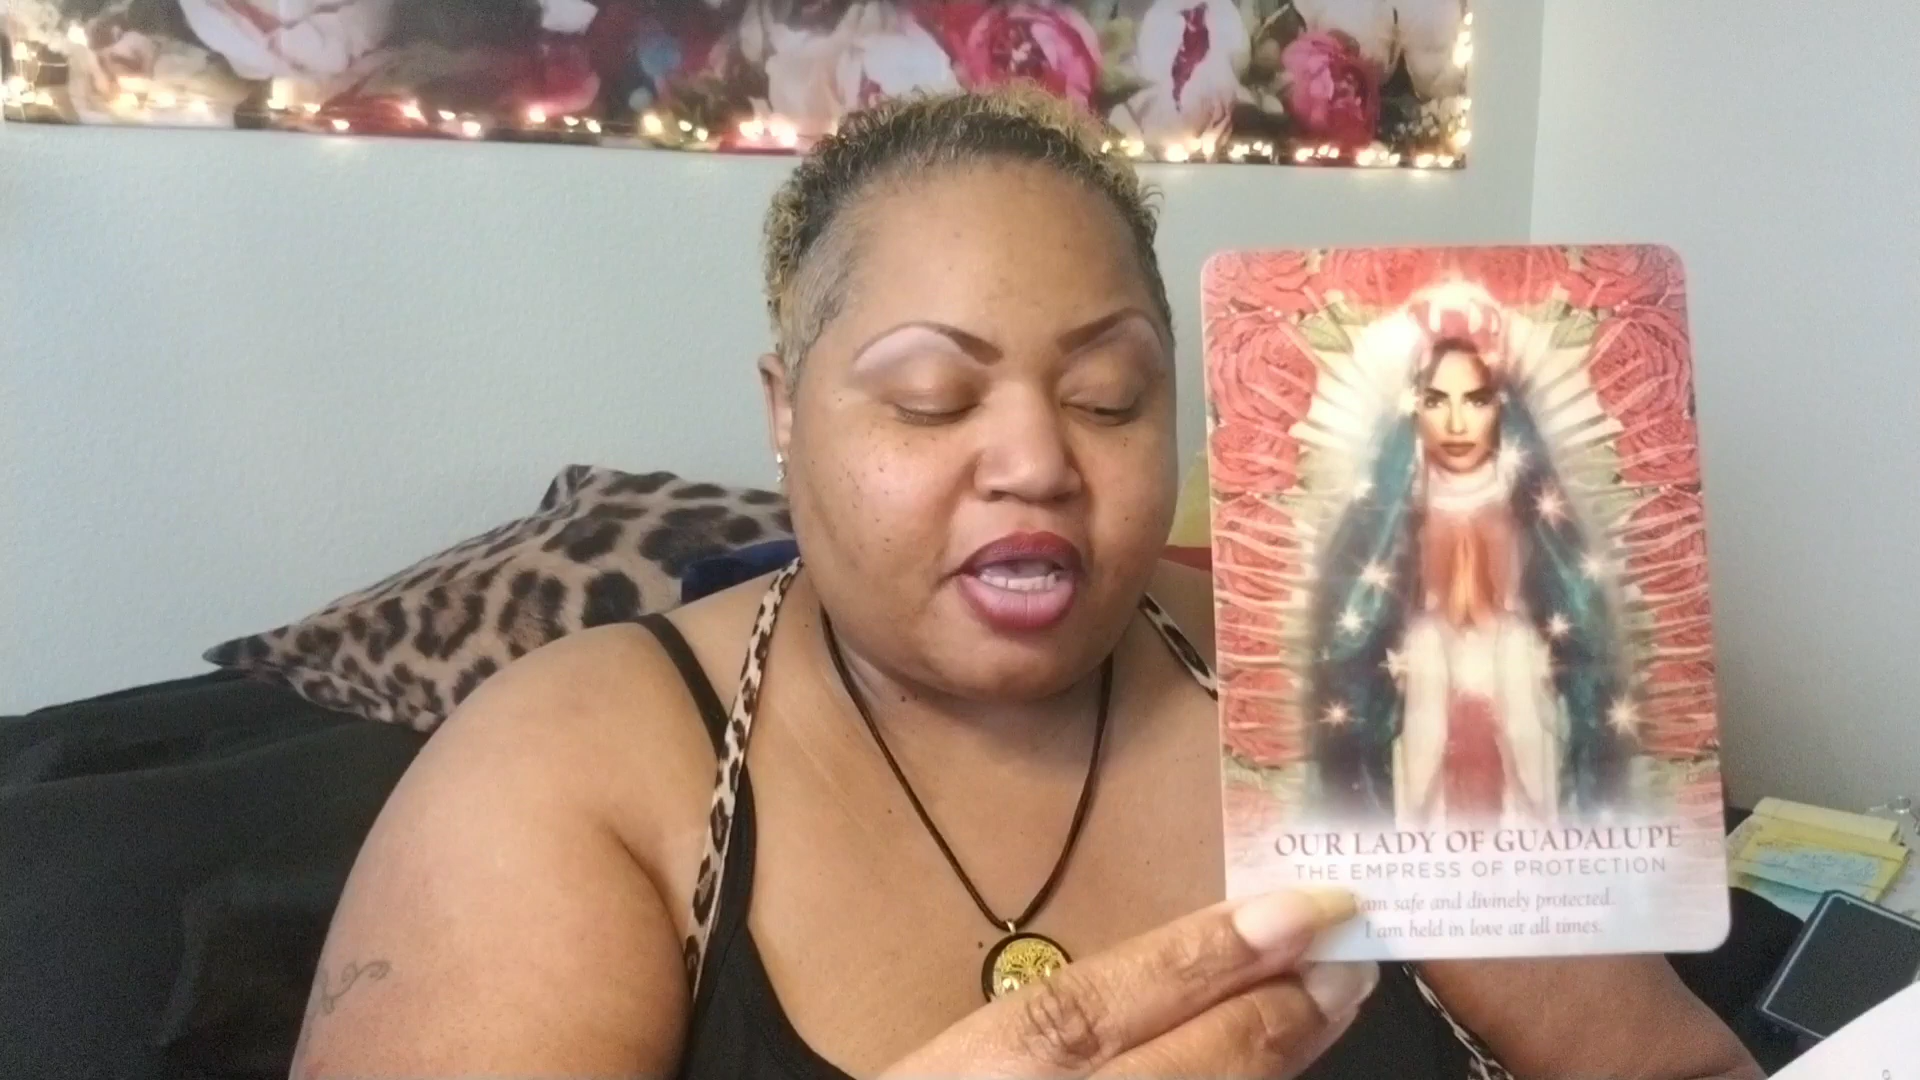 OUR LADY OF GUADALUPE
THE EMPRESS OF PROTECTION
I am safe and divinely protected.
I am held in love at all times.